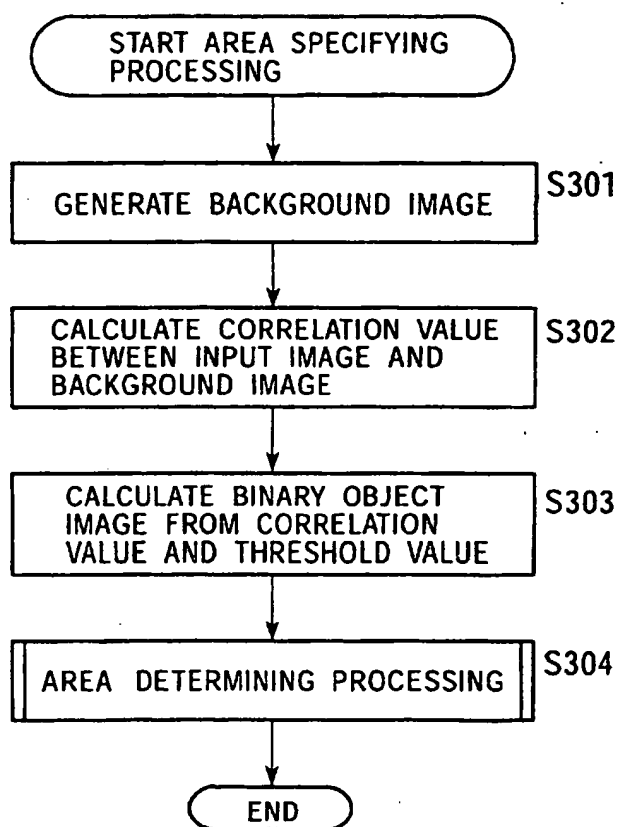 START AREA SPECIFYING
PROCESSING
GENERATE BACKGROUND IMAGE
S301
CALCULATE CORRELATION VALUE
BETWEEN INPUT IMAGE AND
BACKGROUND IMAGE
S302
CALCULATE BINARY OBJECT
IMAGE FROM CORRELATION
VALUE AND THRESHOLD VALUE
S303
AREA DETERMINING PROCESSING
S304
END